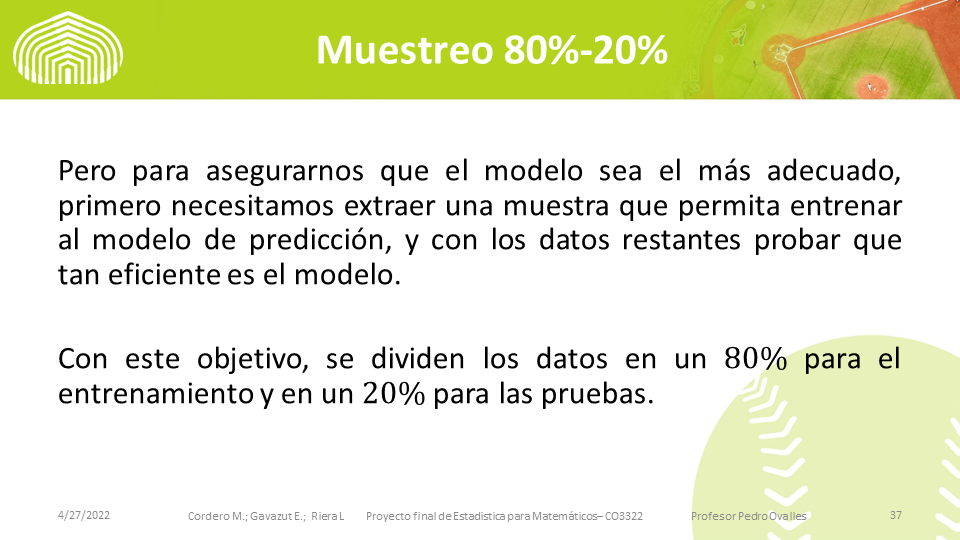 Muestreo 80%-20%
Pero para asegurarnos que el modelo sea el más adecuado,
primero necesitamos extraer una muestra que permita entrenar
al modelo de predicción, y con los datos restantes probar que
tan eficiente es el modelo.
Con este objetivo, se dividen los datos en un 80% para el
entrenamiento y en un 20% para las pruebas.
4/27/2022 Cordero M.; Gavazut E.; Riera L Proyecto final de Estadistica para Matemáticos– CO3322 Profesor Pedro Ovalles 37